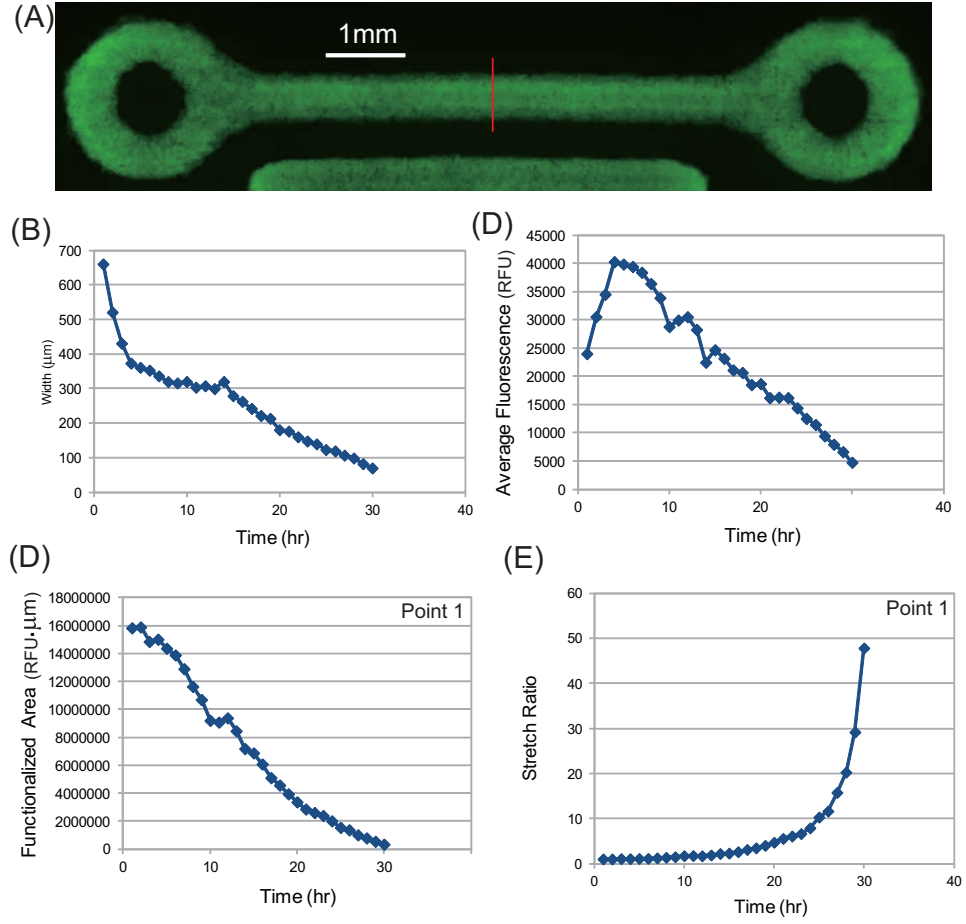 (A)
1mm
(B)
700
600
500
400
300
200
100
0
Width (µm)
0 10 20 30 40
Time (hr)
(D)
45000
40000
35000
30000
25000
20000
15000
10000
5000
0
Average Fluorescence (RFU)
0 10 20 30 40
Time (hr)
(D)
Point 1
18000000
16000000
14000000
12000000
10000000
8000000
6000000
4000000
2000000
0
Functionalized Area (RFU·µm)
0 10 20 30 40
Time (hr)
(E)
Point 1
60
50
40
30
20
10
0
Stretch Ratio
0 10 20 30 40
Time (hr)